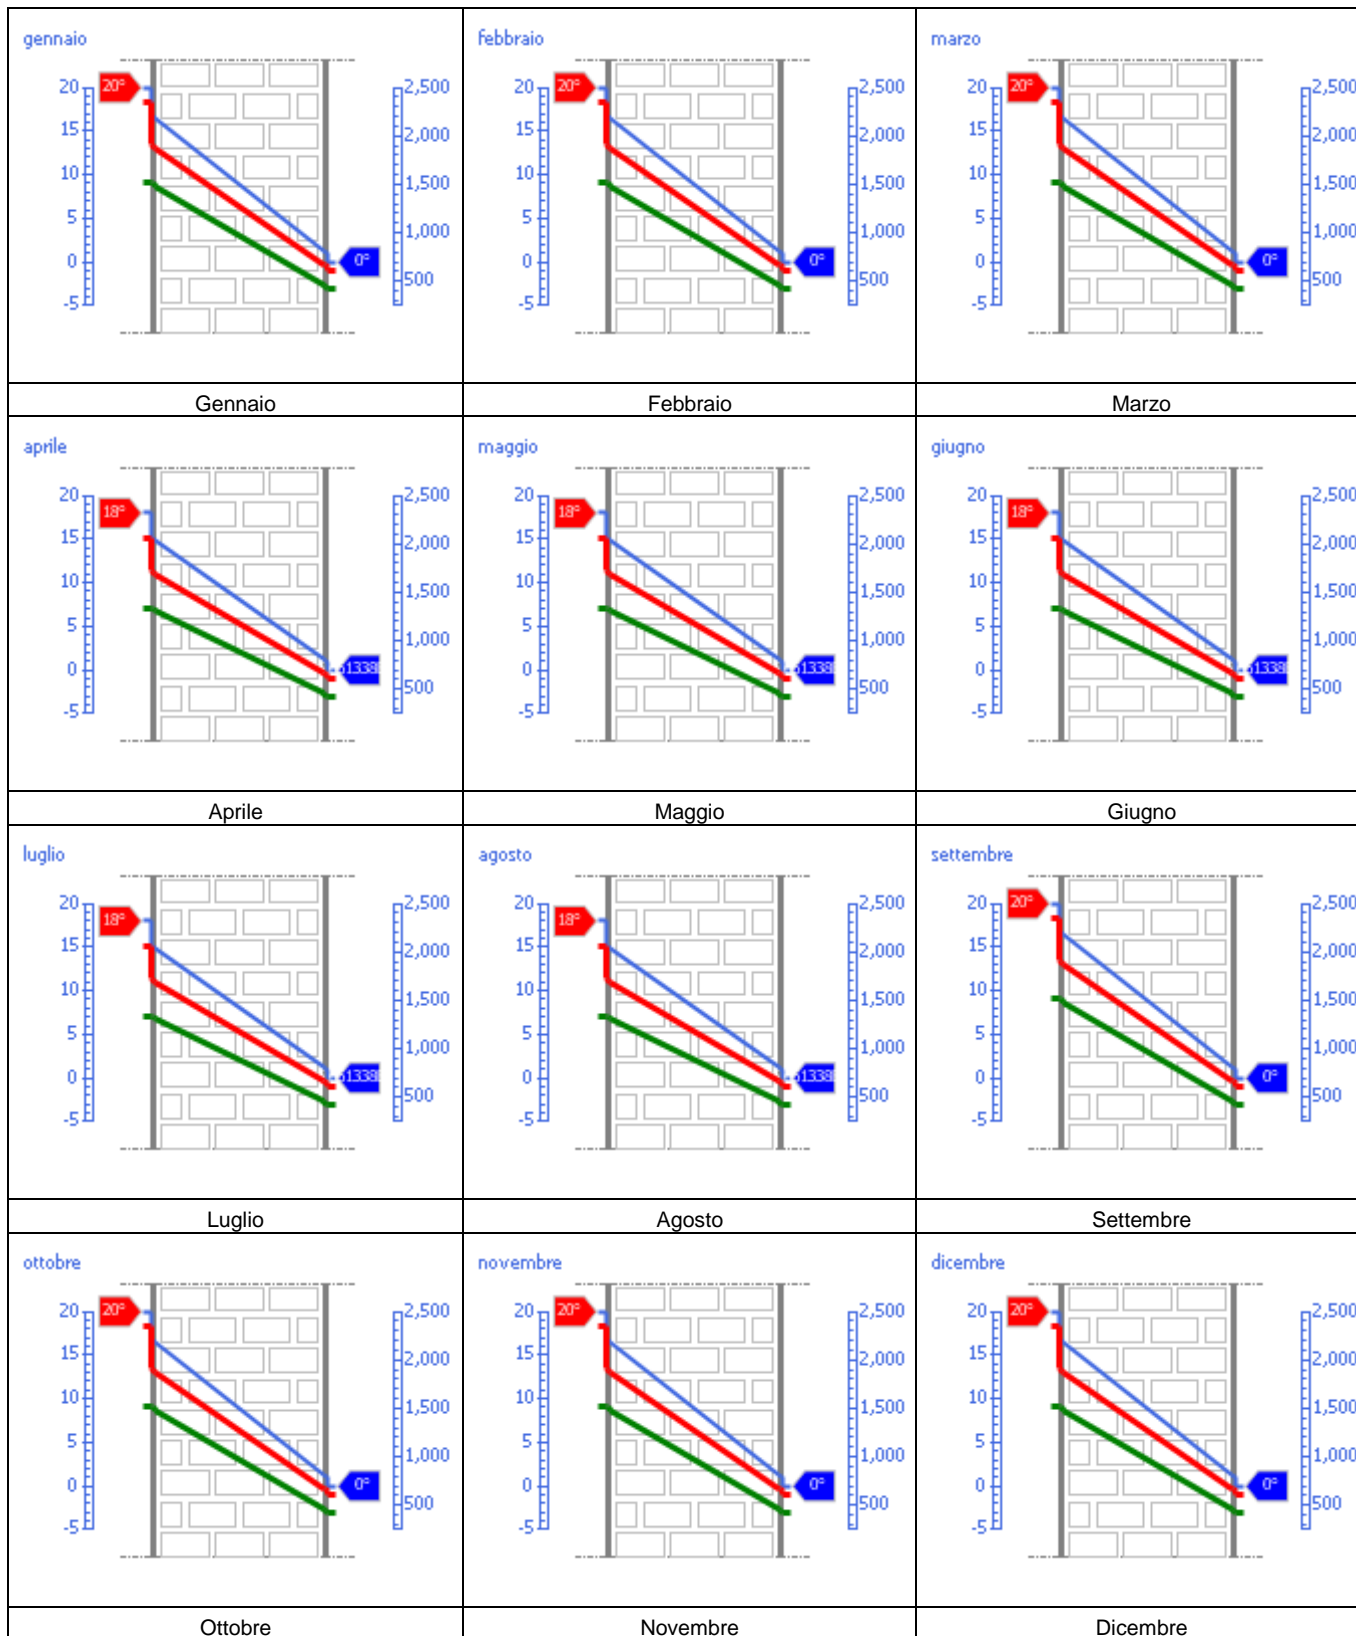 gennaio febbraio marzo
20 20° 2,500 20 20° 2,500 20 20° 2,500
15 2,000 15 2,000 15 2,000
10 1,500 10 1,500 10 1,500
5 1,000 5 1,000 5 1,000
0 0° 500 0 0° 500 0 0° 500
-5 -5 -5
Gennaio Febbraio Marzo
aprile maggio giugno
20 18° 2,500 20 18° 2,500 20 18° 2,500
15 2,000 15 2,000 15 2,000
10 1,500 10 1,500 10 1,500
5 1,000 5 1,000 5 1,000
0 1338 500 0 1338 500 0 1338 500
-5 -5 -5
Aprile Maggio Giugno
luglio agosto settembre
20 18° 2,500 20 18° 2,500 20 20° 2,500
15 2,000 15 2,000 15 2,000
10 1,500 10 1,500 10 1,500
5 1,000 5 1,000 5 1,000
0 1338 500 0 1338 500 0 0° 500
-5 -5 -5
Luglio Agosto Settembre
ottobre novembre dicembre
20 20° 2,500 20 20° 2,500 20 20° 2,500
15 2,000 15 2,000 15 2,000
10 1,500 10 1,500 10 1,500
5 1,000 5 1,000 5 1,000
0 0° 500 0 0° 500 0 0° 500
-5 -5 -5
Ottobre Novembre Dicembre